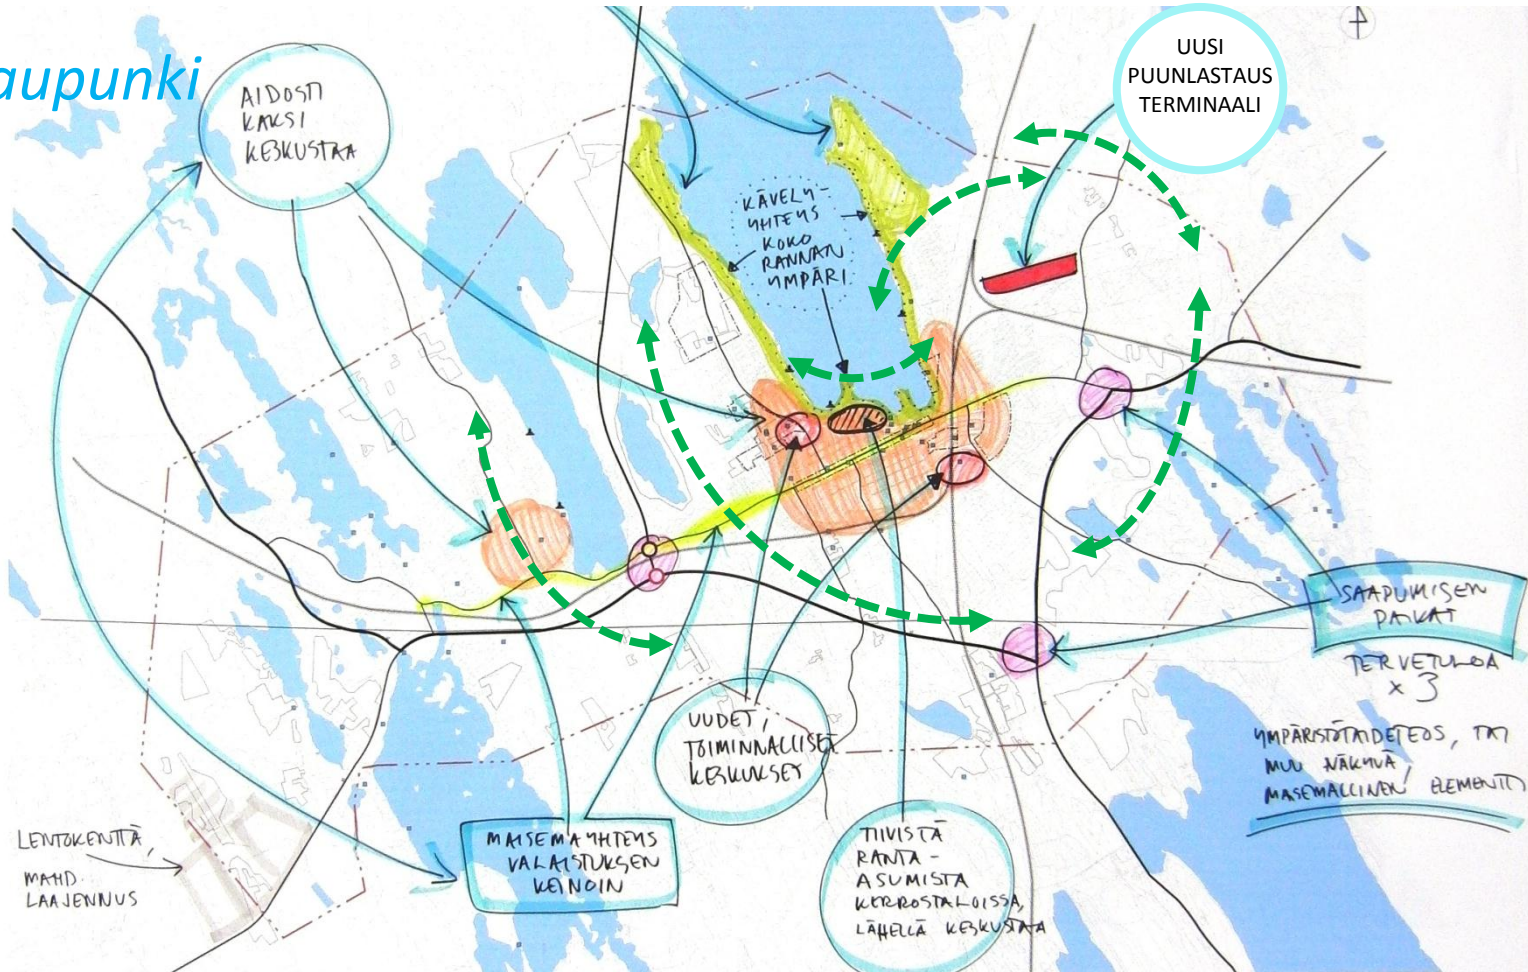 aupunki
AIDOSTI
KAKSI
KESKUSTAA
UUSI
PUUNLASTAUS
TERMINAALI
KÄVELY-
YHTEYS
KOKO
RANNAN
YMPÄRI
SAAPUMISEN
PAIKAT
TERVETULOA
x 3
YMPÄRISTÖTAIDETEOS, TAI
MUU NÄKYVÄ,
MASEMALLINEN ELEMENTTI
UUDET,
TOIMINNALLISET
KESKUKSET
MAISEMAYHTEYS
VALAISTUKSEN
KEINOIN
TIIVISTÄ
RANTA-
ASUMISTA
KERROSTALOISSA,
LÄHELLÄ KESKUSTAA
LENTOKENTTÄ,
MAHD.
LAAJENNUS